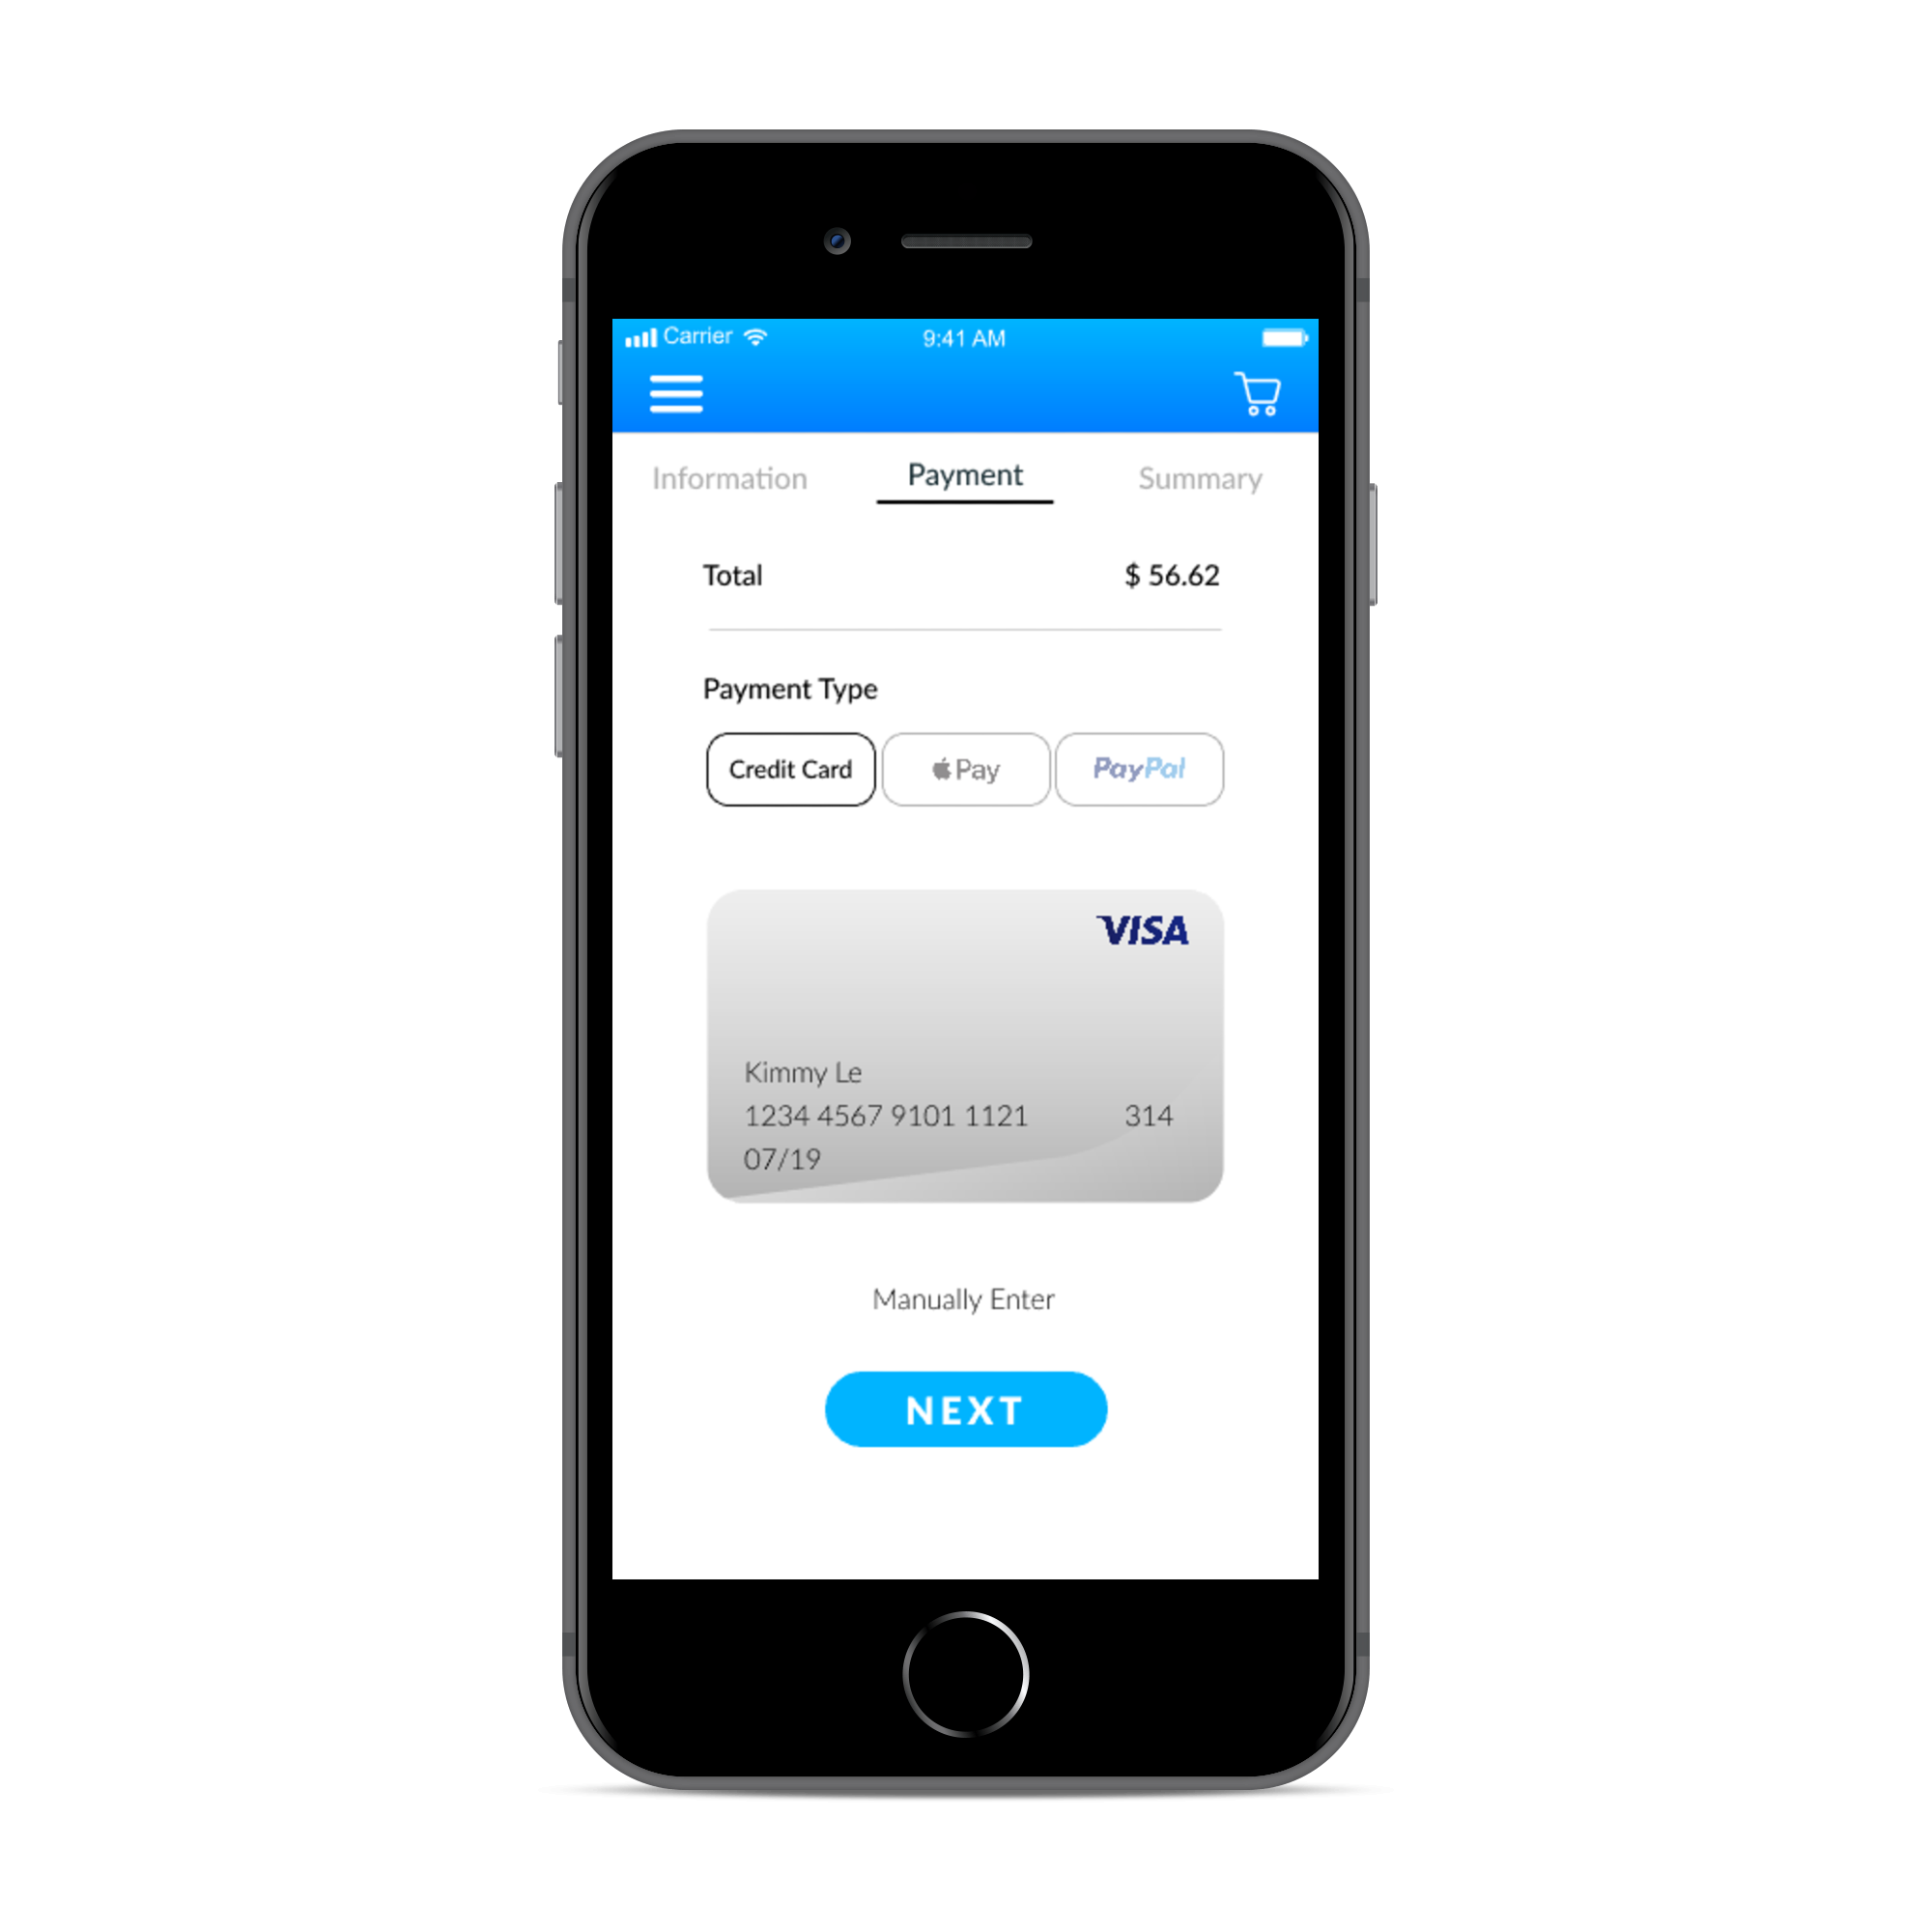 Carrier 9:41 AM
Information Payment Summary
Total $ 56.62
Payment Type
Credit Card Pay PayPal
VISA
Kimmy Le
1234 4567 9101 1121 314
07/19
Manually Enter
NEXT